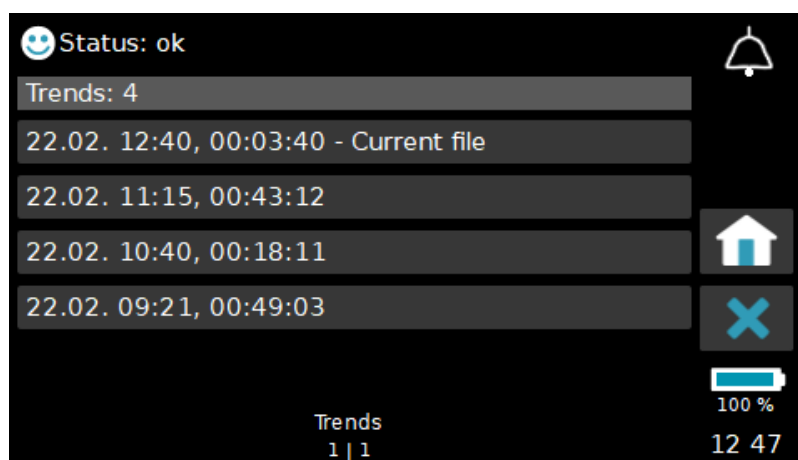 Status: ok
Trends: 4
22.02. 12:40, 00:03:40 - Current file
22.02. 11:15, 00:43:12
22.02. 10:40, 00:18:11
22.02. 09:21, 00:49:03
100 %
Trends
1 | 1
12 47